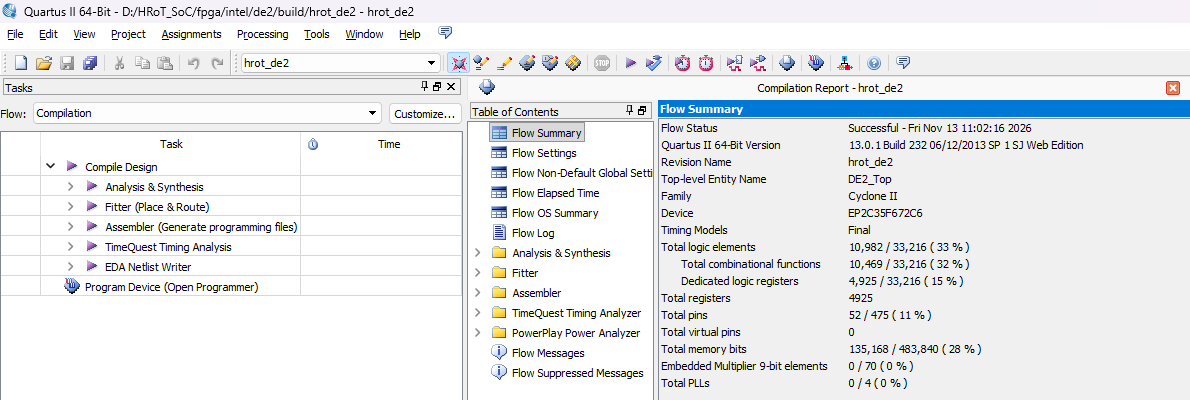 Quartus II 64-Bit - D:/HRoT_SoC/fpga/intel/de2/build/hrot_de2 - hrot_de2
File Edit View Project Assignments Processing Tools Window Help
hrot_de2
STOP
Tasks
Flow: Compilation Customize...
Task Time
Compile Design
Analysis & Synthesis
Fitter (Place & Route)
Assembler (Generate programming files)
TimeQuest Timing Analysis
EDA Netlist Writer
Program Device (Open Programmer)
Compilation Report - hrot_de2
Table of Contents
Flow Summary
Flow Settings
Flow Non-Default Global Setti
Flow Elapsed Time
Flow OS Summary
Flow Log
Analysis & Synthesis
Fitter
Assembler
TimeQuest Timing Analyzer
PowerPlay Power Analyzer
Flow Messages
Flow Suppressed Messages
Flow Summary
Flow Status Successful - Fri Nov 13 11:02:16 2026
Quartus II 64-Bit Version 13.0.1 Build 232 06/12/2013 SP 1 SJ Web Edition
Revision Name hrot_de2
Top-level Entity Name DE2_Top
Family Cyclone II
Device EP2C35F672C6
Timing Models Final
Total logic elements 10,982 / 33,216 ( 33 % )
Total combinational functions 10,469 / 33,216 ( 32 % )
Dedicated logic registers 4,925 / 33,216 ( 15 % )
Total registers 4925
Total pins 52 / 475 ( 11 % )
Total virtual pins 0
Total memory bits 135,168 / 483,840 ( 28 % )
Embedded Multiplier 9-bit elements 0 / 70 ( 0 % )
Total PLLs 0 / 4 ( 0 % )